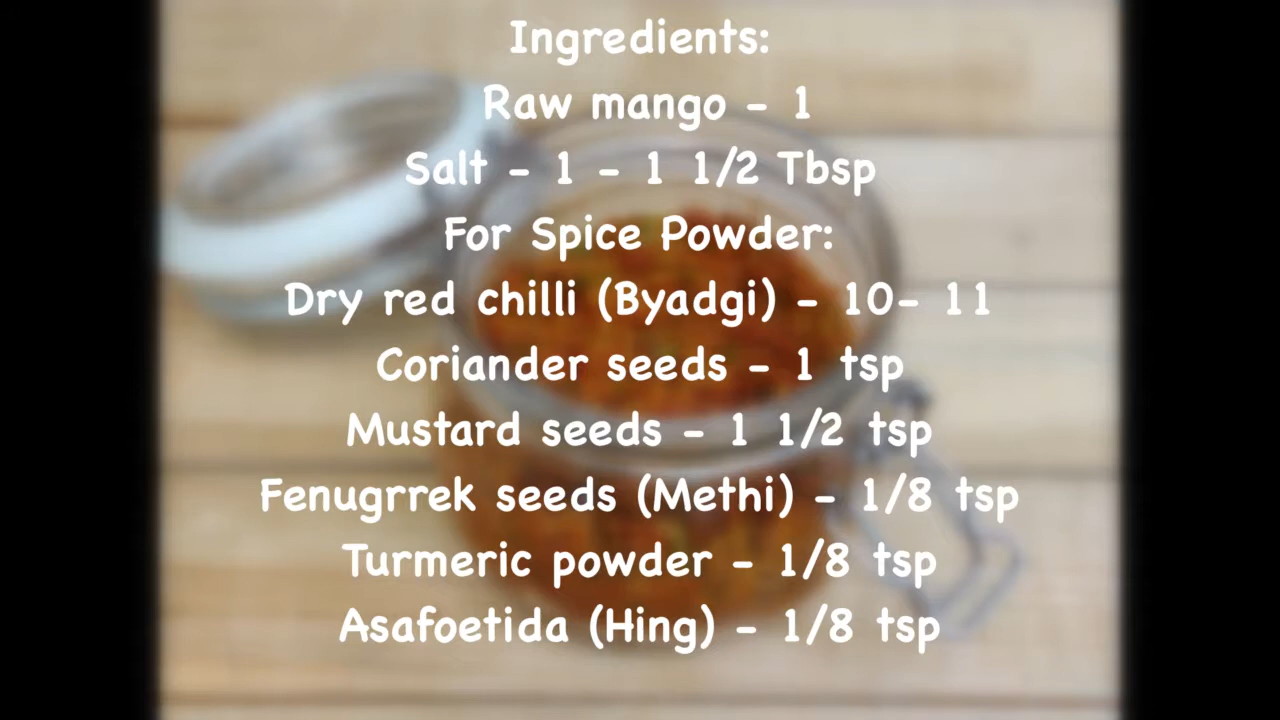 Ingredients:
Raw mango - 1
Salt - 1 - 1 1/2 Tbsp
For Spice Powder:
Dry red chilli (Byadgi) - 10- 11
Coriander seeds - 1 tsp
Mustard seeds - 1 1/2 tsp
Fenugrrek seeds (Methi) - 1/8 tsp
Turmeric powder - 1/8 tsp
Asafoetida (Hing) - 1/8 tsp